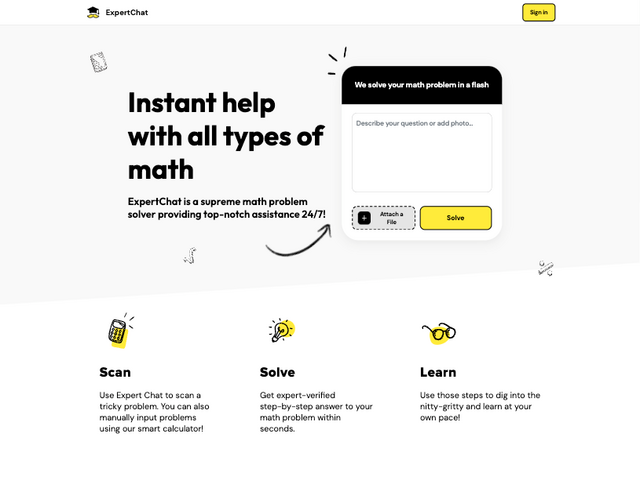 ExpertChat
Sign in
We solve your math problem in a flash
Instant help
with all types of
math
ExpertChat is a supreme math problem
solver providing top-notch assistance 24/7!
Describe your question or add photo...
Attach a
File
Solve
Scan
Use Expert Chat to scan a
tricky problem. You can also
manually input problems
using our smart calculator!
Solve
Get expert-verified
step-by-step answer to your
math problem within
seconds.
Learn
Use those steps to dig into the
nitty-gritty and learn at your
own pace!